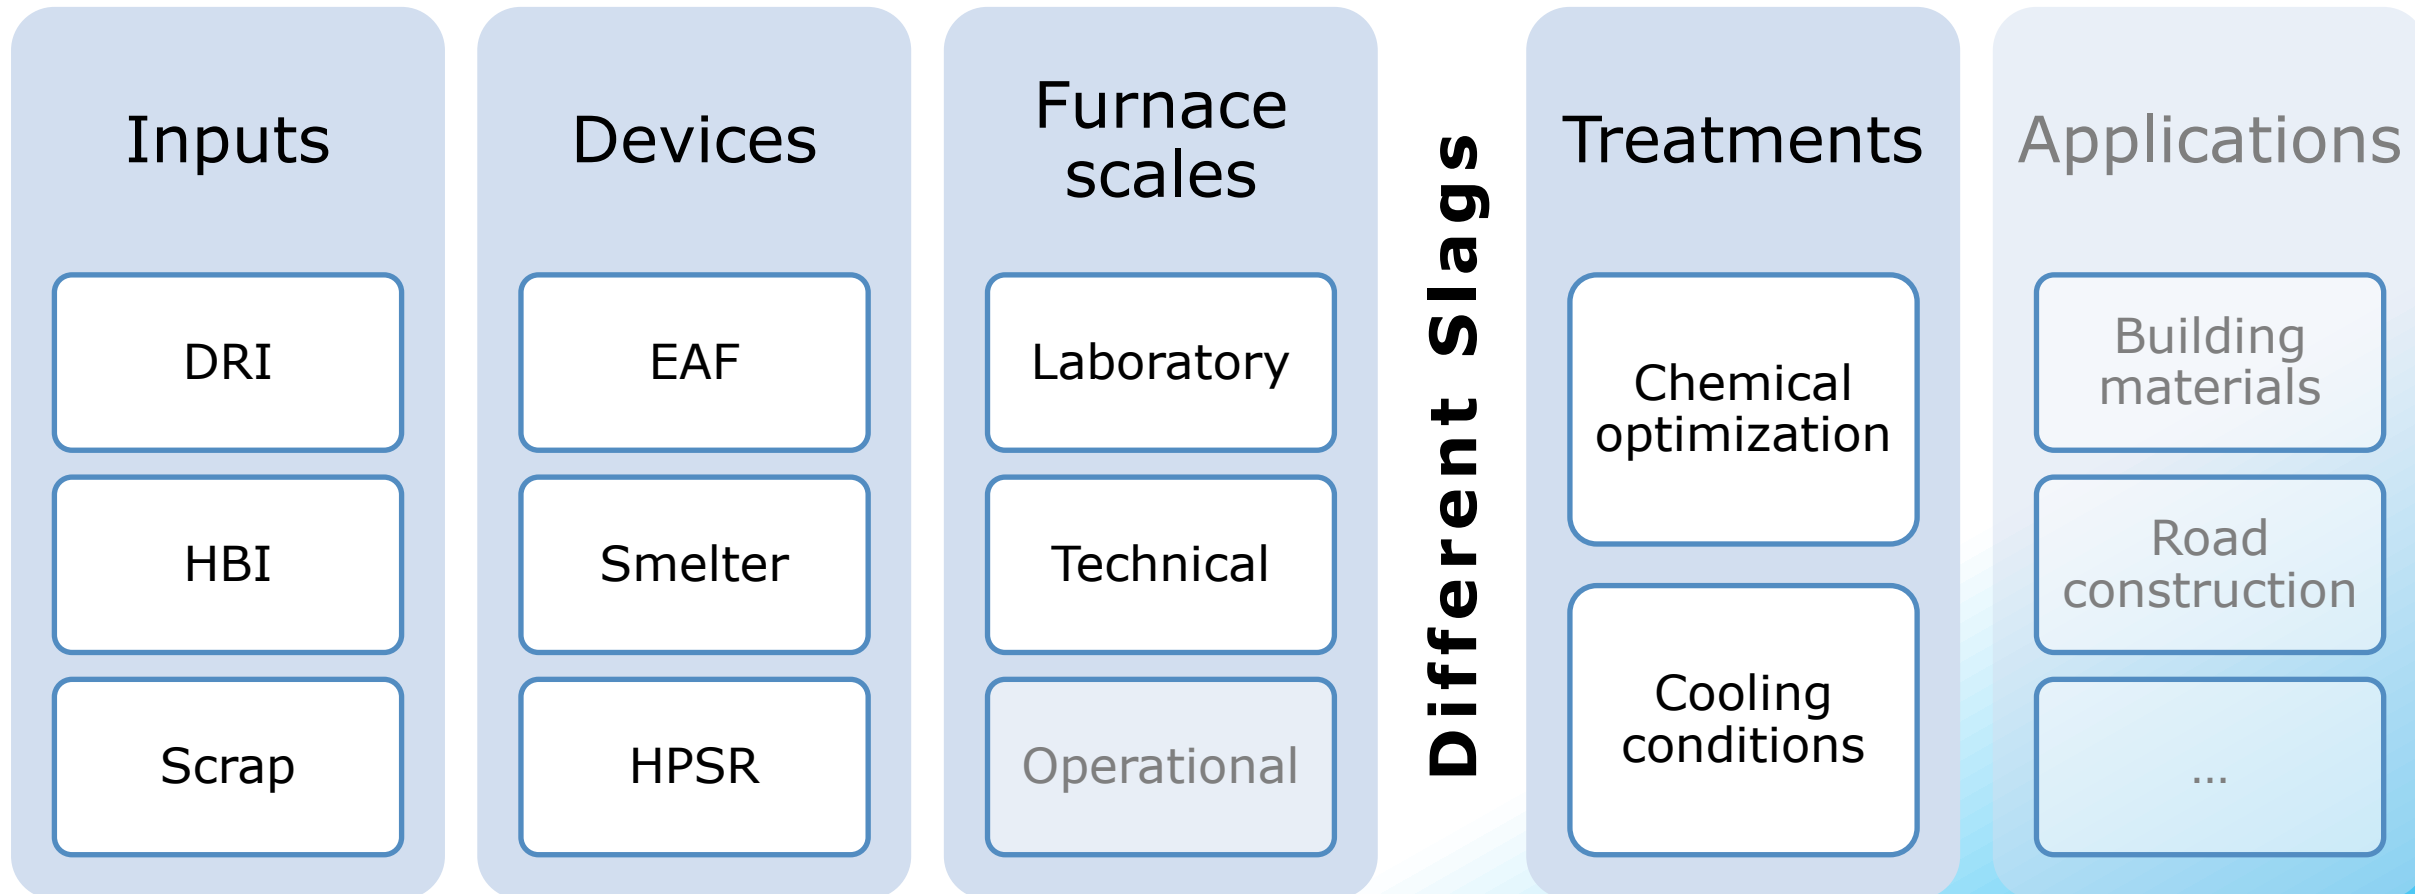 Inputs
DRI
HBI
Scrap
Devices
EAF
Smelter
HPSR
Furnace
scales
Laboratory
Technical
Operational
Different Slags
Treatments
Chemical
optimization
Cooling
conditions
Applications
Building
materials
Road
construction
...